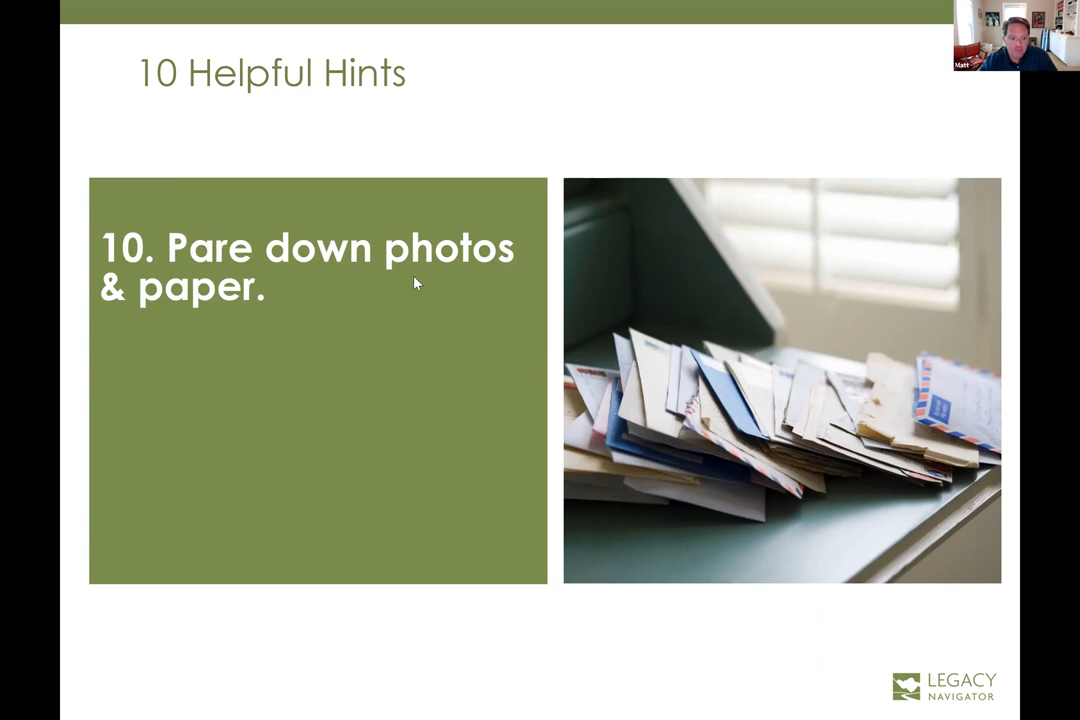 10 Helpful Hints
Matt
10. Pare down photos
& paper.
LEGACY
NAVIGATOR